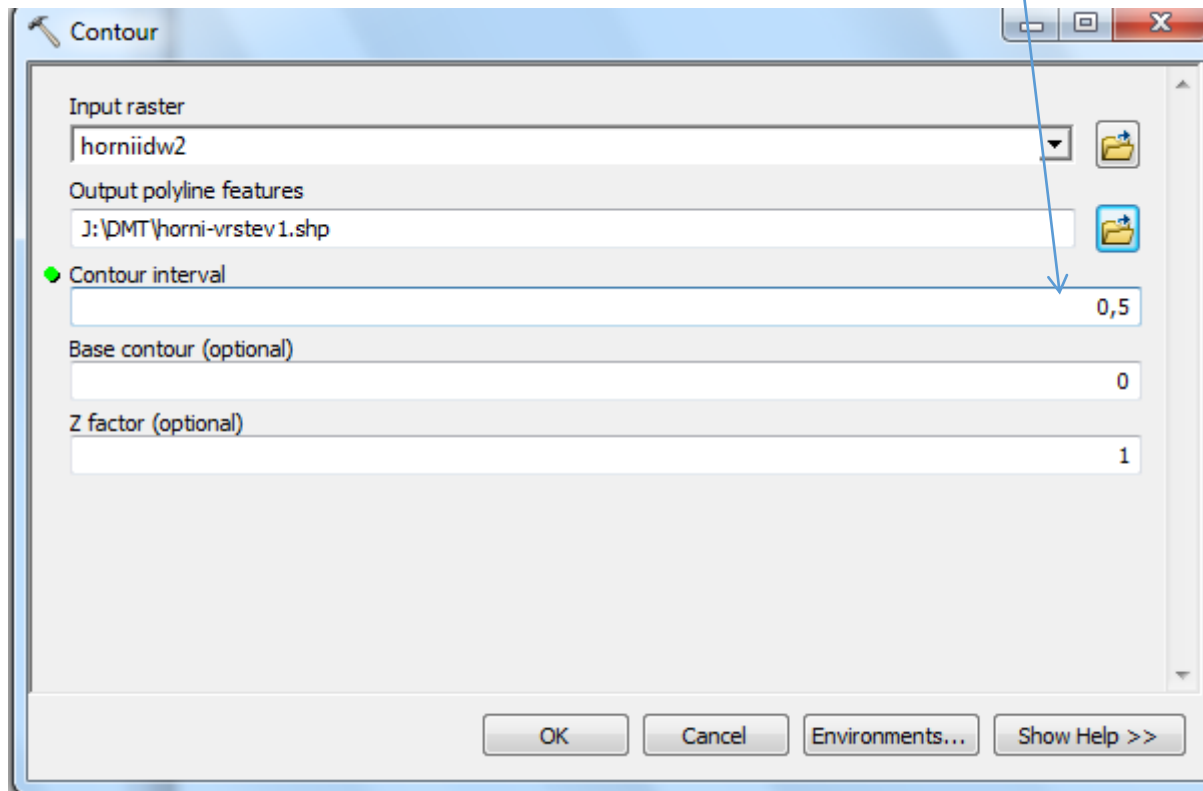 Contour
Input raster
horniidw2
Output polyline features
J:\DMT\horni-vrstev1.shp
Contour interval
0,5
Base contour (optional)
0
Z factor (optional)
1
OK Cancel Environments... Show Help >>